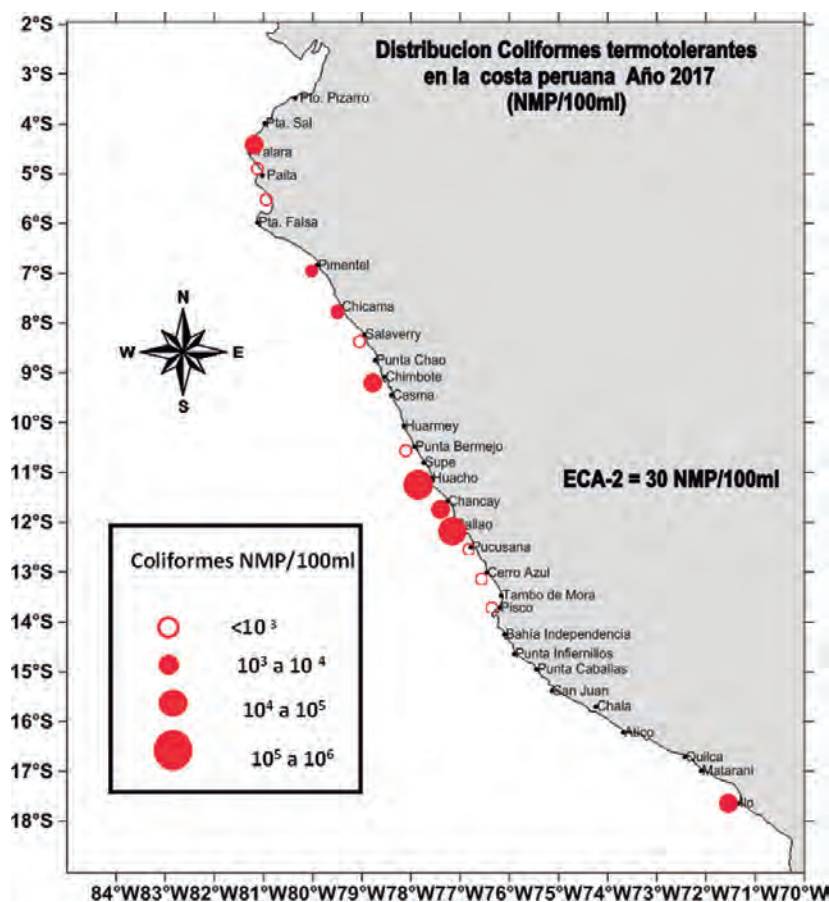 Distribucion Coliformes termotolerantes
en la costa peruana Año 2017
(NMP/100ml)
2°S
3°S
4°S
5°S
6°S
7°S
8°S
9°S
10°S
11°S
12°S
13°S
14°S
15°S
16°S
17°S
18°S
Pto. Pizarro
Pta. Sal
Talara
Paita
Pta. Falsa
Pimentel
Chicama
Salaverry
Punta Chao
Chimbote
Casma
Huarmey
Punta Bermejo
Supe
Huacho
Chancay
Callao
Pucusana
Cerro Azul
Tambo de Mora
Pisco
Bahía Independencia
Punta Infiernillos
Punta Caballas
San Juan
Chala
Atico
Quilca
Matarani
Ilo
N
W E
S
ECA-2 = 30 NMP/100ml
Coliformes NMP/100ml
<10³
10³ a 10⁴
10⁴ a 10⁵
10⁵ a 10⁶
84°W83°W82°W81°W80°W79°W78°W77°W76°W75°W74°W73°W72°W71°W70°W